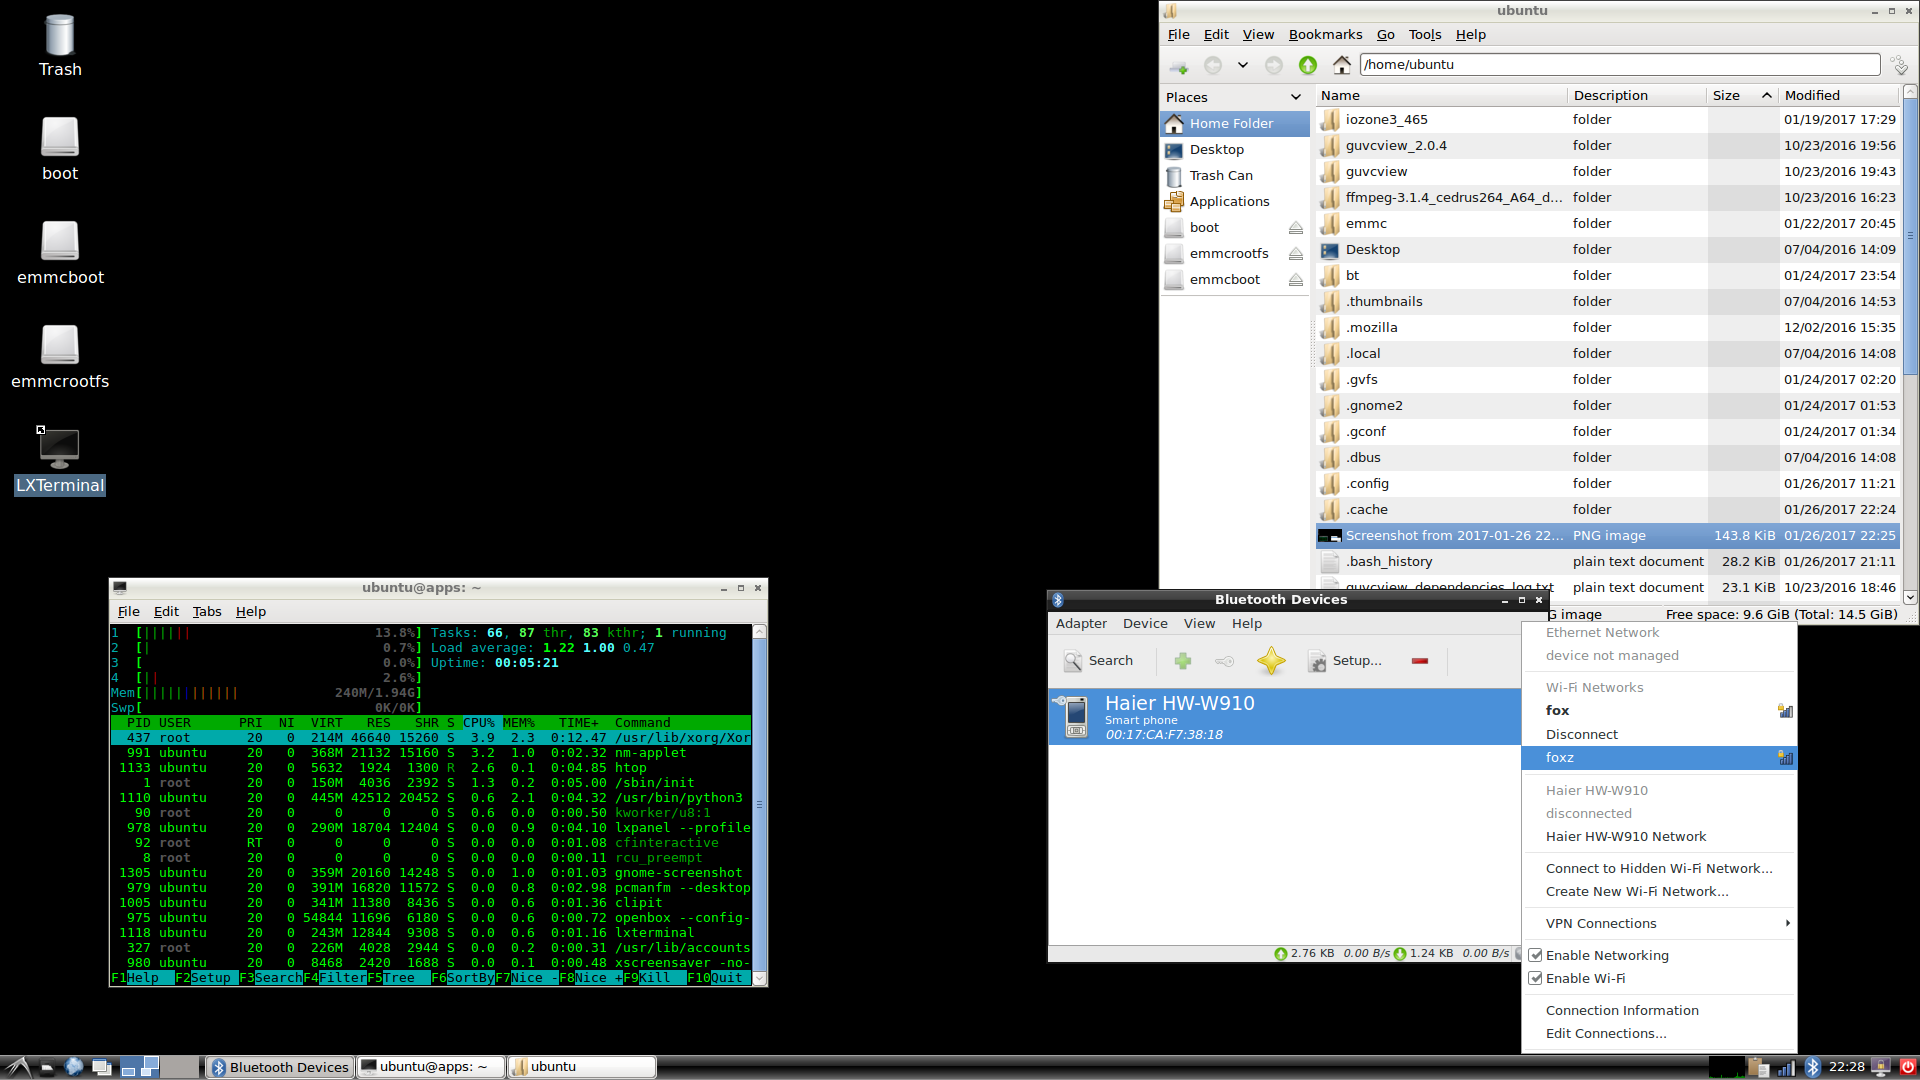 Trash
boot
emmcboot
emmcrootfs
LXTerminal
ubuntu
File Edit View Bookmarks Go Tools Help
/home/ubuntu
Places
Home Folder
Desktop
Trash Can
Applications
boot
emmcrootfs
emmcboot
Name Description Size Modified
iozone3_465 folder 01/19/2017 17:29
guvcview_2.0.4 folder 10/23/2016 19:56
guvcview folder 10/23/2016 19:43
ffmpeg-3.1.4_cedrus264_A64_d... folder 10/23/2016 16:23
emmc folder 01/22/2017 20:45
Desktop folder 07/04/2016 14:09
bt folder 01/24/2017 23:54
.thumbnails folder 07/04/2016 14:53
.mozilla folder 12/02/2016 15:35
.local folder 07/04/2016 14:08
.gvfs folder 01/24/2017 02:20
.gnome2 folder 01/24/2017 01:53
.gconf folder 01/24/2017 01:34
.dbus folder 07/04/2016 14:08
.config folder 01/26/2017 11:21
.cache folder 01/26/2017 22:24
Screenshot from 2017-01-26 22... PNG image 143.8 KiB 01/26/2017 22:25
.bash_history plain text document 28.2 KiB 01/26/2017 21:11
guvcview_dependencies_log.txt plain text document 23.1 KiB 10/23/2016 18:46
G image Free space: 9.6 GiB (Total: 14.5 GiB)
ubuntu@apps: ~
File Edit Tabs Help
1 [|||||| 13.8%] Tasks: 66, 87 thr, 83 kthr; 1 running
2 [| 0.7%] Load average: 1.22 1.00 0.47
3 [ 0.0%] Uptime: 00:05:21
4 [|| 2.6%]
Mem[|||||||||||| 240M/1.94G]
Swp[ 0K/0K]
PID USER PRI NI VIRT RES SHR S CPU% MEM% TIME+ Command
437 root 20 0 214M 46640 15260 S 3.9 2.3 0:12.47 /usr/lib/xorg/Xor
991 ubuntu 20 0 368M 21132 15160 S 3.2 1.0 0:02.32 nm-applet
1133 ubuntu 20 0 5632 1924 1300 R 2.6 0.1 0:04.85 htop
1 root 20 0 150M 4036 2392 S 1.3 0.2 0:05.00 /sbin/init
1110 ubuntu 20 0 445M 42512 20452 S 0.6 2.1 0:04.32 /usr/bin/python3
90 root 20 0 0 0 0 S 0.6 0.0 0:00.50 kworker/u8:1
978 ubuntu 20 0 290M 18704 12404 S 0.0 0.9 0:04.10 lxpanel --profile
92 root RT 0 0 0 0 S 0.0 0.0 0:01.08 cfinteractive
8 root 20 0 0 0 0 S 0.0 0.0 0:00.11 rcu_preempt
1305 ubuntu 20 0 359M 20160 14248 S 0.0 1.0 0:01.03 gnome-screenshot
979 ubuntu 20 0 391M 16820 11572 S 0.0 0.8 0:02.98 pcmanfm --desktop
1005 ubuntu 20 0 341M 11380 8436 S 0.0 0.6 0:01.36 clipit
975 ubuntu 20 0 54844 11696 6180 S 0.0 0.6 0:00.72 openbox --config-
1118 ubuntu 20 0 243M 12844 9308 S 0.0 0.6 0:01.16 lxterminal
327 root 20 0 226M 4028 2944 S 0.0 0.2 0:00.31 /usr/lib/accounts
980 ubuntu 20 0 8468 2420 1688 S 0.0 0.1 0:00.48 xscreensaver -no-
F1Help F2Setup F3SearchF4FilterF5Tree F6SortByF7Nice -F8Nice +F9Kill F10Quit
Bluetooth Devices
Adapter Device View Help
Search Setup...
Haier HW-W910
Smart phone
00:17:CA:F7:38:18
2.76 KB 0.00 B/s 1.24 KB 0.00 B/s
Ethernet Network
device not managed
Wi-Fi Networks
fox
Disconnect
foxz
Haier HW-W910
disconnected
Haier HW-W910 Network
Connect to Hidden Wi-Fi Network...
Create New Wi-Fi Network...
VPN Connections
Enable Networking
Enable Wi-Fi
Connection Information
Edit Connections...
Bluetooth Devices ubuntu@apps: ~ ubuntu 22:28